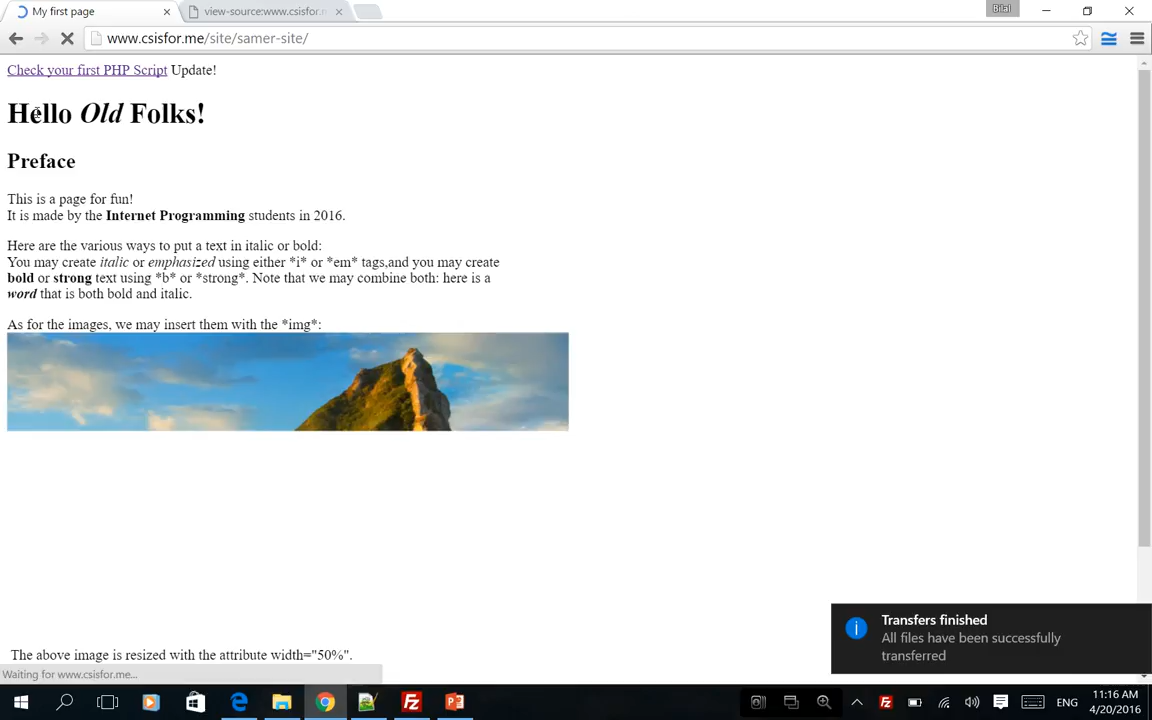 My first page
view-source:www.csisfor.m
Bilal
www.csisfor.me/site/samer-site/
Check your first PHP Script Update!
Hello Old Folks!
Preface
This is a page for fun!
It is made by the Internet Programming students in 2016.
Here are the various ways to put a text in italic or bold:
You may create italic or emphasized using either *i* or *em* tags,and you may create
bold or strong text using *b* or *strong*. Note that we may combine both: here is a
word that is both bold and italic.
As for the images, we may insert them with the *img*:
Transfers finished
All files have been successfully
transferred
The above image is resized with the attribute width="50%".
Waiting for www.csisfor.me...
ENG
11:16 AM
4/20/2016